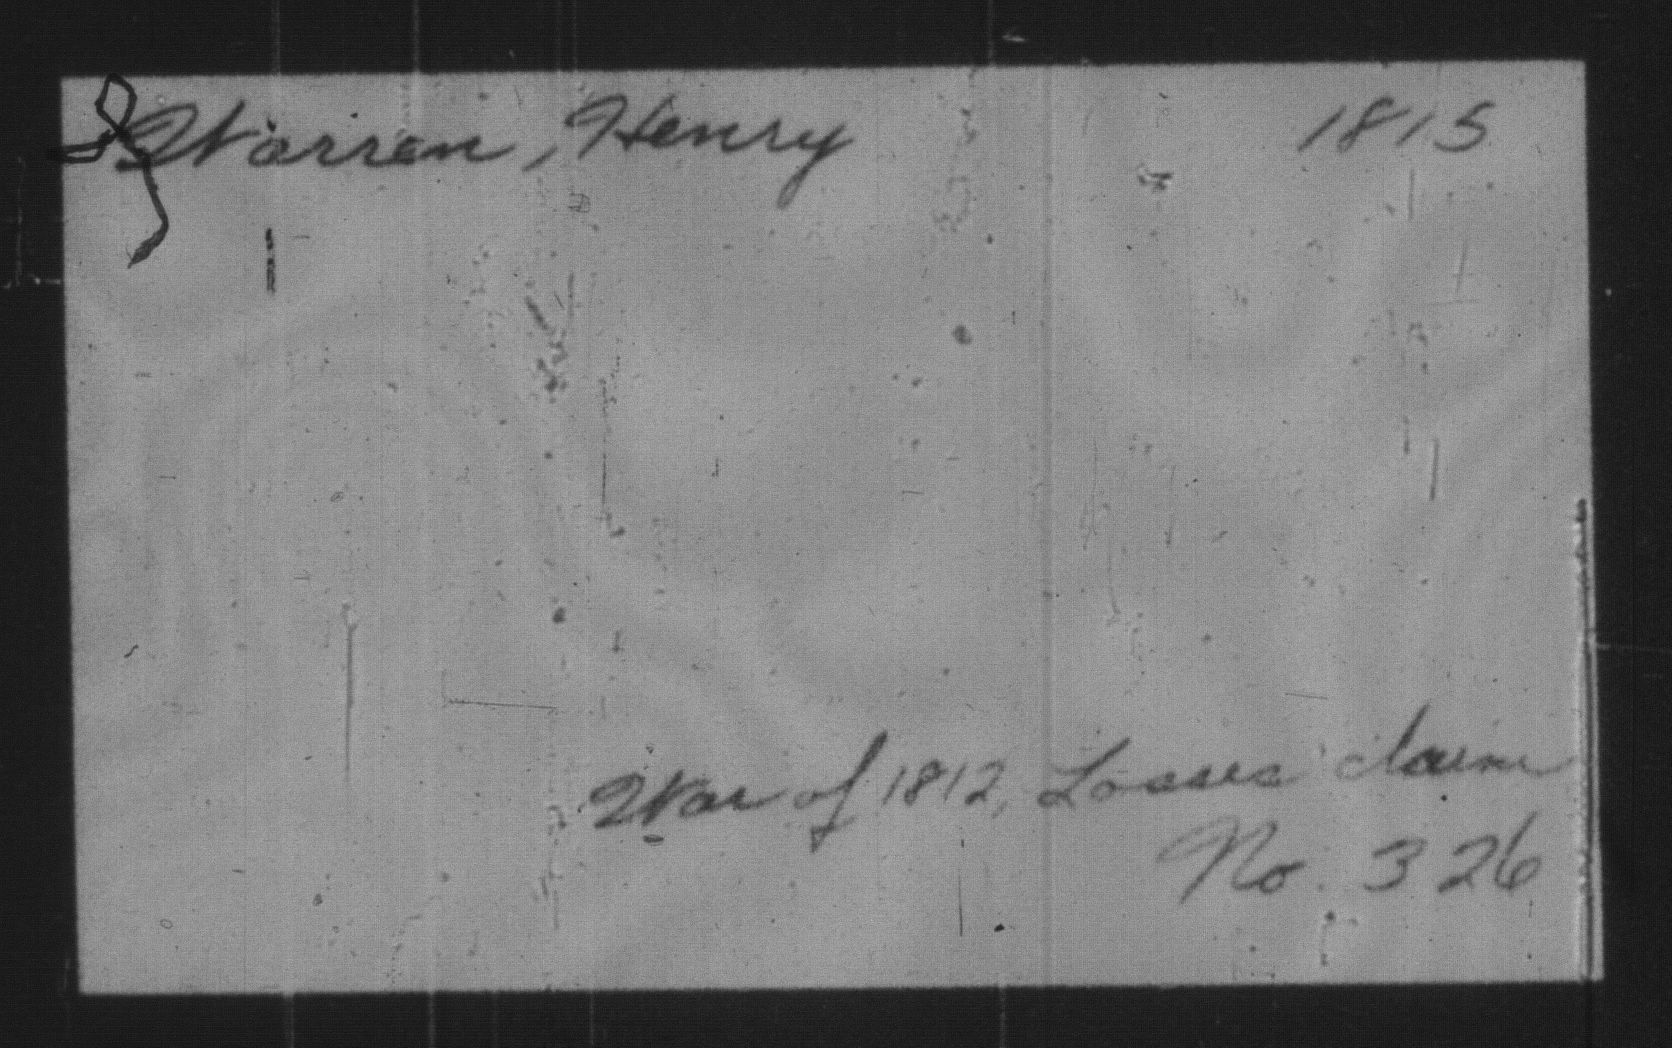 Warren, Henry 1815
War of 1812, Losses claim
No. 326